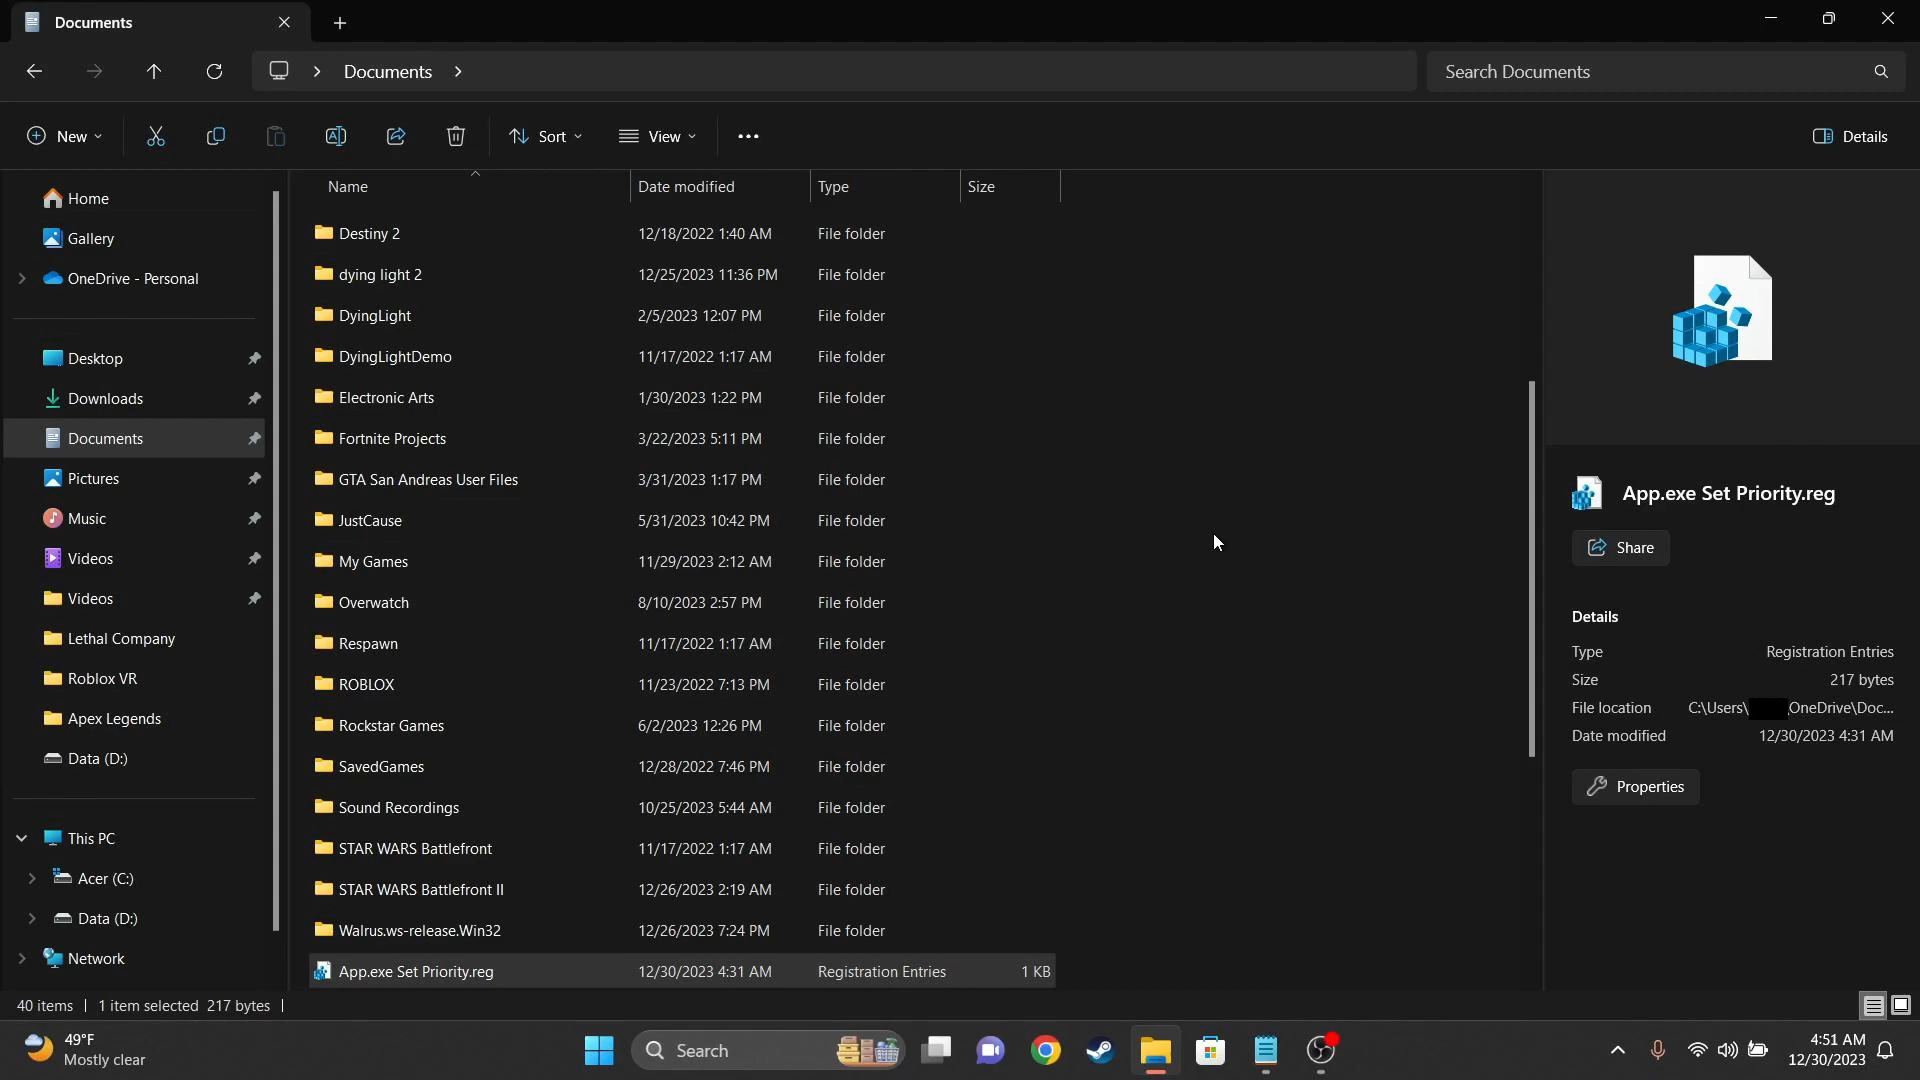 Documents
Documents
Search Documents
New
Sort
View
Details
Home
Gallery
OneDrive - Personal
Desktop
Downloads
Documents
Pictures
Music
Videos
Videos
Lethal Company
Roblox VR
Apex Legends
Data (D:)
This PC
Acer (C:)
Data (D:)
Network
Name Date modified Type Size
Destiny 2 12/18/2022 1:40 AM File folder
dying light 2 12/25/2023 11:36 PM File folder
DyingLight 2/5/2023 12:07 PM File folder
DyingLightDemo 11/17/2022 1:17 AM File folder
Electronic Arts 1/30/2023 1:22 PM File folder
Fortnite Projects 3/22/2023 5:11 PM File folder
GTA San Andreas User Files 3/31/2023 1:17 PM File folder
JustCause 5/31/2023 10:42 PM File folder
My Games 11/29/2023 2:12 AM File folder
Overwatch 8/10/2023 2:57 PM File folder
Respawn 11/17/2022 1:17 AM File folder
ROBLOX 11/23/2022 7:13 PM File folder
Rockstar Games 6/2/2023 12:26 PM File folder
SavedGames 12/28/2022 7:46 PM File folder
Sound Recordings 10/25/2023 5:44 AM File folder
STAR WARS Battlefront 11/17/2022 1:17 AM File folder
STAR WARS Battlefront II 12/26/2023 2:19 AM File folder
Walrus.ws-release.Win32 12/26/2023 7:24 PM File folder
App.exe Set Priority.reg 12/30/2023 4:31 AM Registration Entries 1 KB
App.exe Set Priority.reg
Share
Details
Type Registration Entries
Size 217 bytes
File location C:\Users\ OneDrive\Doc...
Date modified 12/30/2023 4:31 AM
Properties
40 items 1 item selected 217 bytes
49°F
Mostly clear
Search
4:51 AM
12/30/2023